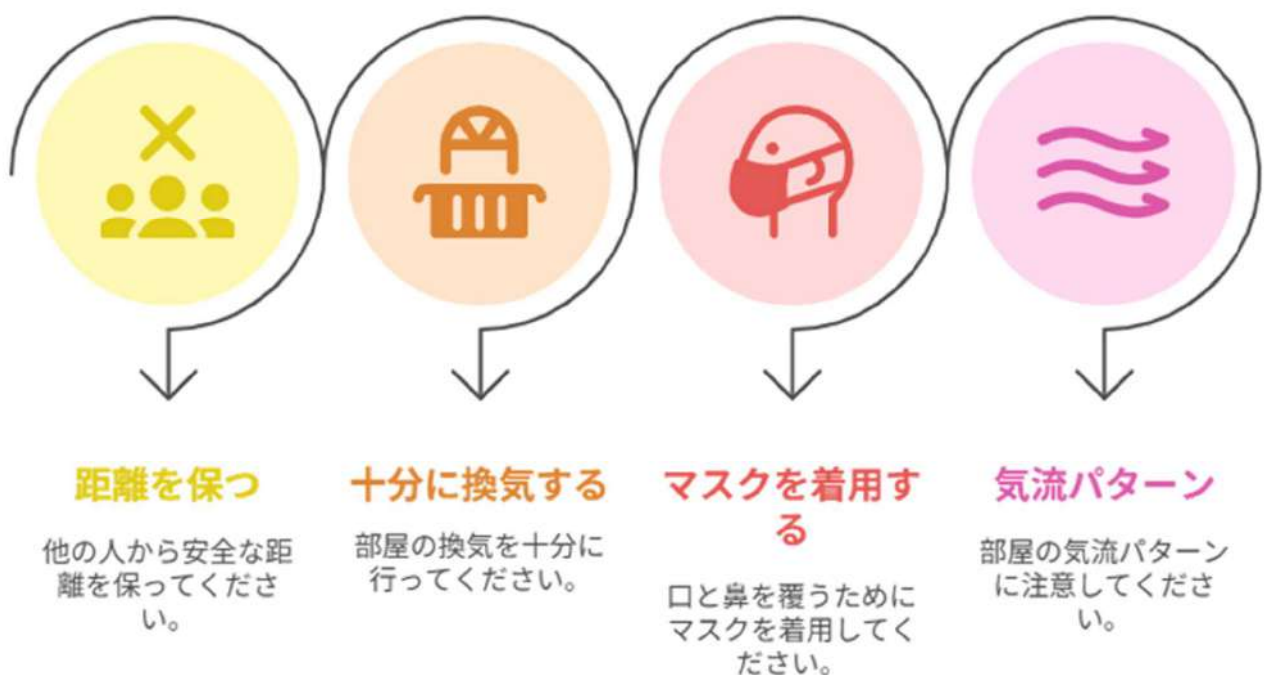 距離を保つ
他の人から安全な距
離を保ってくださ
い。
十分に換気する
部屋の換気を十分に
行ってください。
マスクを着用す
る
口と鼻を覆うために
マスクを着用してく
ださい。
気流パターン
部屋の気流パターン
に注意してくださ
い。